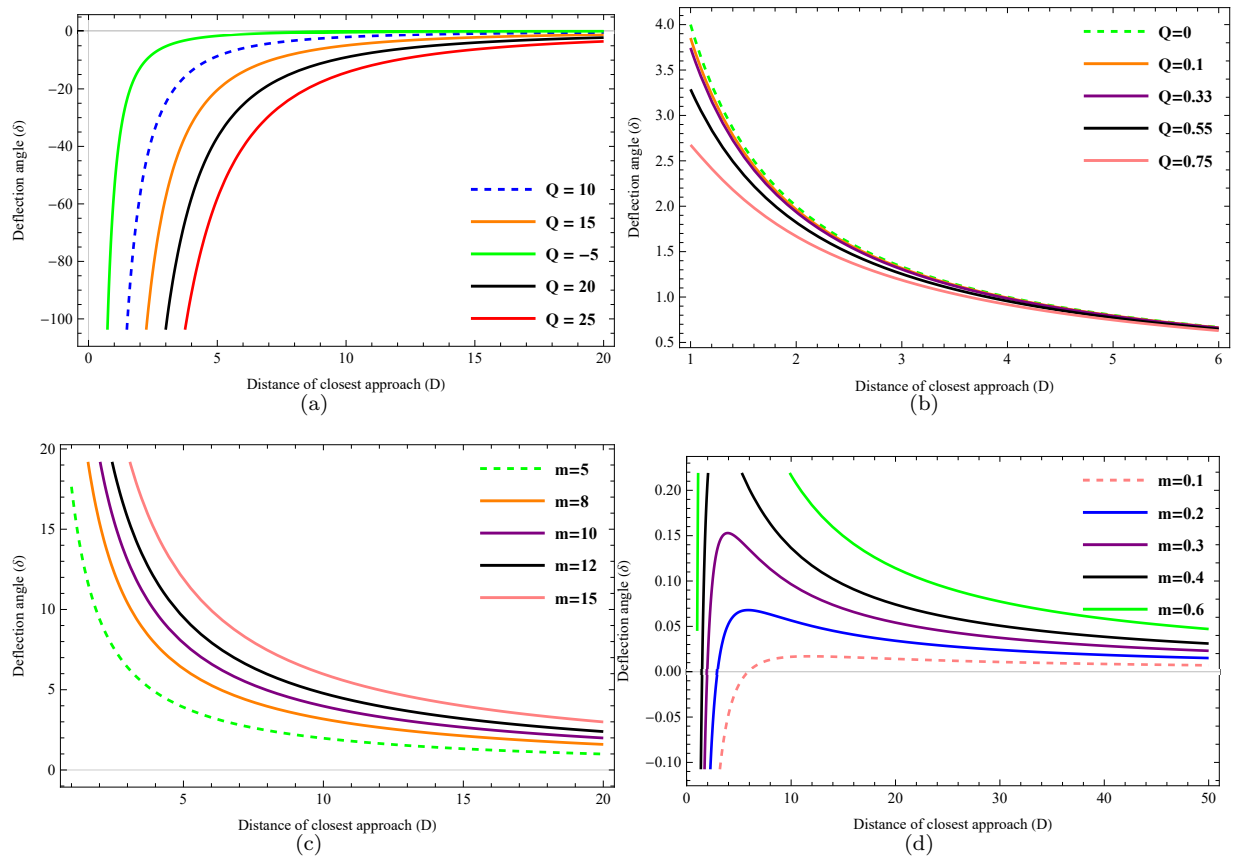 0
−20
−40
−60
−80
−100
0 5 10 15 20
Deflection angle (δ)
Distance of closest approach (D)
Q = 10
Q = 15
Q = −5
Q = 20
Q = 25
(a)
4.0
3.5
3.0
2.5
2.0
1.5
1.0
0.5
1 2 3 4 5 6
Deflection angle (δ)
Distance of closest approach (D)
Q=0
Q=0.1
Q=0.33
Q=0.55
Q=0.75
(b)
20
15
10
5
0
5 10 15 20
Deflection angle (δ)
Distance of closest approach (D)
m=5
m=8
m=10
m=12
m=15
(c)
0.20
0.15
0.10
0.05
0.00
−0.05
−0.10
0 10 20 30 40 50
Deflection angle (δ)
Distance of closest approach (D)
m=0.1
m=0.2
m=0.3
m=0.4
m=0.6
(d)